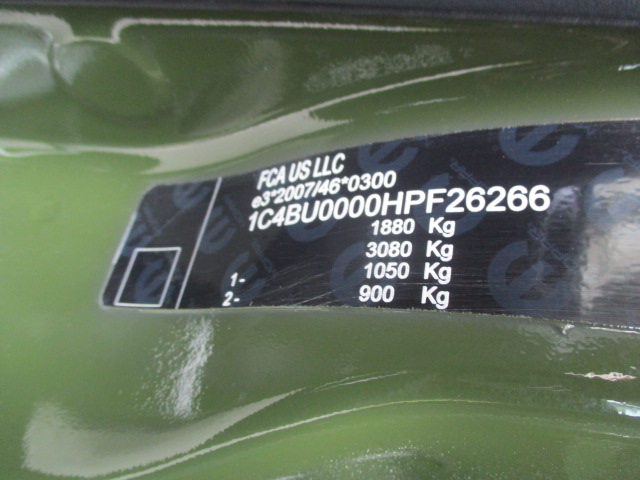 FCA US LLC
e3*2007/46*0300
1C4BU0000HPF26266
1880 Kg
3080 Kg
1- 1050 Kg
2- 900 Kg